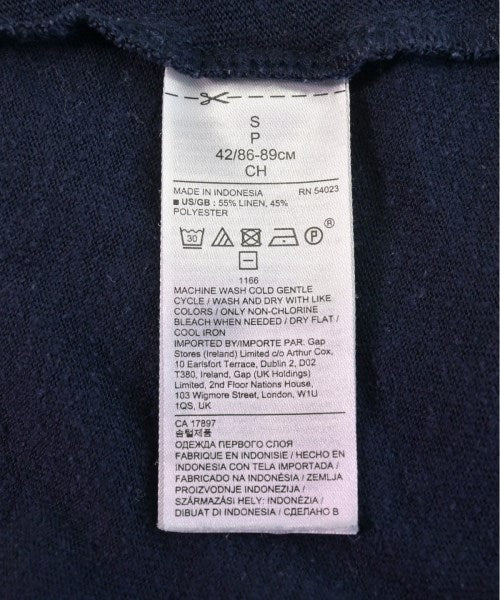 S
P
42/86-89CM
CH
MADE IN INDONESIA RN 54023
■ US/GB : 55% LINEN, 45%
POLYESTER
30 P ®
1166
MACHINE WASH COLD GENTLE
CYCLE / WASH AND DRY WITH LIKE
COLORS / ONLY NON-CHLORINE
BLEACH WHEN NEEDED / DRY FLAT /
COOL IRON
IMPORTED BY/IMPORTE PAR. Gap
Stores (Ireland) Limited c/o Arthur Cox,
10 Earlsfort Terrace, Dublin 2, D02
T380, Ireland, Gap (UK Holdings)
Limited, 2nd Floor Nations House,
103 Wigmore Street, London, W1U
1QS, UK
CA 17897
솜털제품
ОДЕЖДА ПЕРВОГО СЛОЯ
FABRIQUE EN INDONISIE / HECHO EN
INDONESIA CON TELA IMPORTADA /
FABRICADO NA INDONÉSIA / ZEMLJA
PROIZVODNJE INDONEZIJA /
SZÁRMAZÁSI HELY: INDONÉZIA /
DIBUAT DI INDONESIA / СДЕЛАНО В